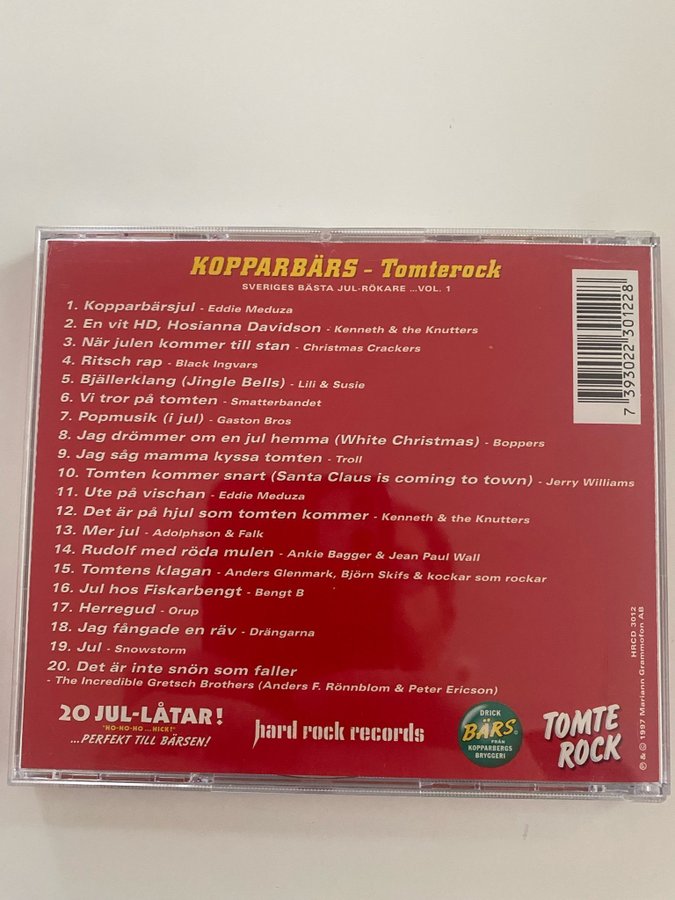 KOPPARBÄRS - Tomterock
SVERIGES BÄSTA JUL-RÖKARE ...VOL. 1
1. Kopparbärsjul - Eddie Meduza
2. En vit HD, Hosianna Davidson - Kenneth & the Knutters
3. När julen kommer till stan - Christmas Crackers
4. Ritsch rap - Black Ingvars
5. Bjällerklang (Jingle Bells) - Lili & Susie
6. Vi tror på tomten - Smatterbandet
7. Popmusik (i jul) - Gaston Bros
8. Jag drömmer om en jul hemma (White Christmas) - Boppers
9. Jag såg mamma kyssa tomten - Troll
10. Tomten kommer snart (Santa Claus is coming to town) - Jerry Williams
11. Ute på vischan - Eddie Meduza
12. Det är på hjul som tomten kommer - Kenneth & the Knutters
13. Mer jul - Adolphson & Falk
14. Rudolf med röda mulen - Ankie Bagger & Jean Paul Wall
15. Tomtens klagan - Anders Glenmark, Björn Skifs & kockar som rockar
16. Jul hos Fiskarbengt - Bengt B
17. Herregud - Orup
18. Jag fångade en räv - Drängarna
19. Jul - Snowstorm
20. Det är inte snön som faller
- The Incredible Gretsch Brothers (Anders F. Rönnblom & Peter Ericson)
7 393022 301228
HRCD 3012
℗ & © 1997 Mariann Grammofon AB
20 JUL-LÅTAR!
"HO-HO-HO ...HICK!"
...PERFEKT TILL BÄRSEN!
hard rock records
DRICK
BÄRS®
FRÅN
KOPPARBERGS
BRYGGERI
TOMTE
ROCK